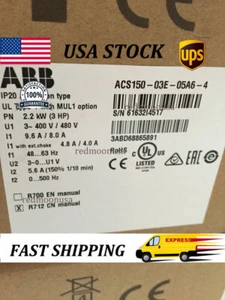 USA STOCK
ups
ABB
ACS150-03E-05A6-4
IP20
UL
MUL1 option
PN 2.2 kW (3 HP)
U1 3~ 400 V / 480 V
I1 9.6 A / 8.0 A
I1 with ext.choke 4.8 A / 4.0 A
f1 48...63 Hz
U2 3~0...U1 V
I2 5.6 A (150% 1/10 min)
f2 0...500 Hz
S/N 6163214517
3ABD68865891
redmoonusa
LISTED
R700 EN manual
R712 CN manual
FAST SHIPPING
EXPRESS